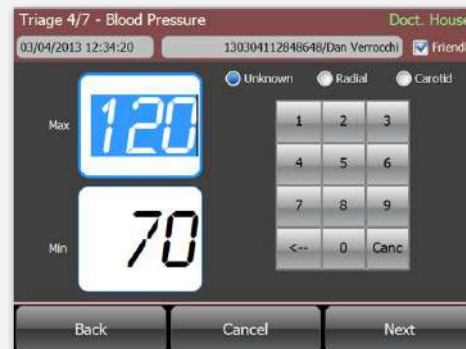 Triage 4/7 - Blood Pressure Doct. House
03/04/2013 12:34:20 130304112848648/Dan Verrocchi Friendl
Unknown Radial Carotid
Max 120
1 2 3
4 5 6
7 8 9
Min 70
<-- 0 Canc
Back Cancel Next